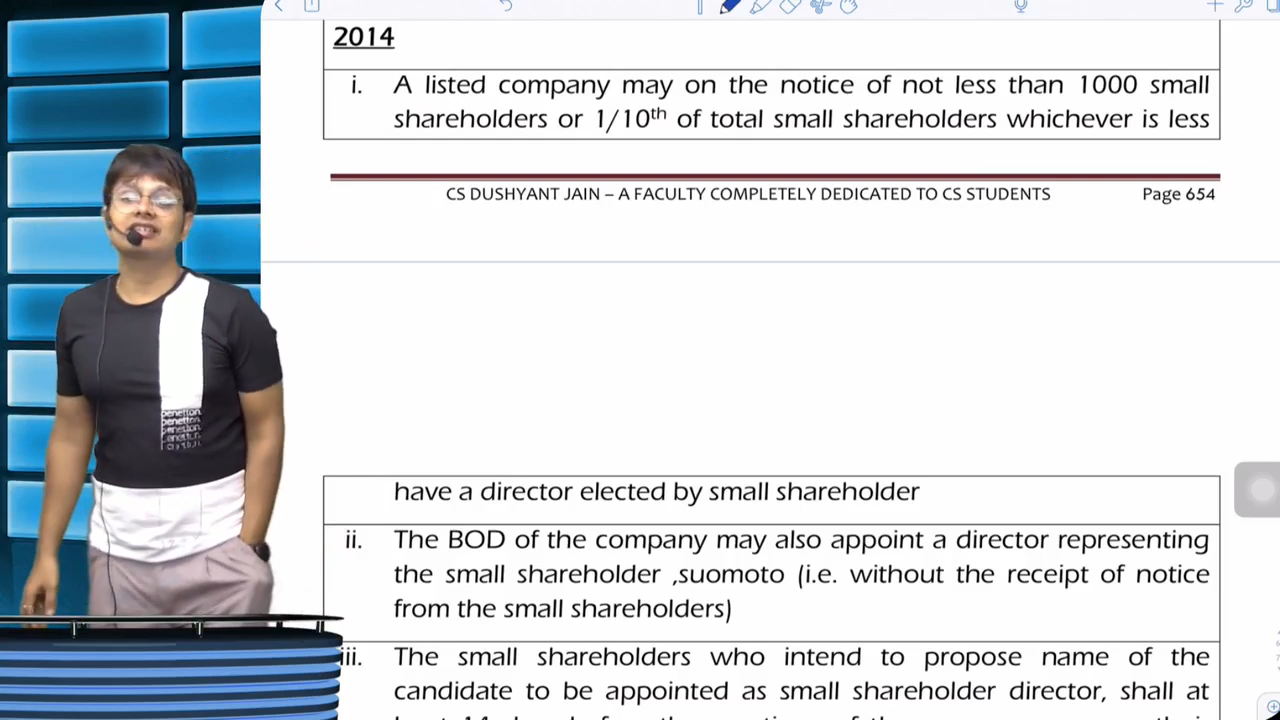 2014
i. A listed company may on the notice of not less than 1000 small
shareholders or 1/10th of total small shareholders whichever is less
CS DUSHYANT JAIN – A FACULTY COMPLETELY DEDICATED TO CS STUDENTS Page 654
have a director elected by small shareholder
ii. The BOD of the company may also appoint a director representing
the small shareholder ,suomoto (i.e. without the receipt of notice
from the small shareholders)
iii. The small shareholders who intend to propose name of the
candidate to be appointed as small shareholder director, shall at
benetton.
benetton.
benetton.